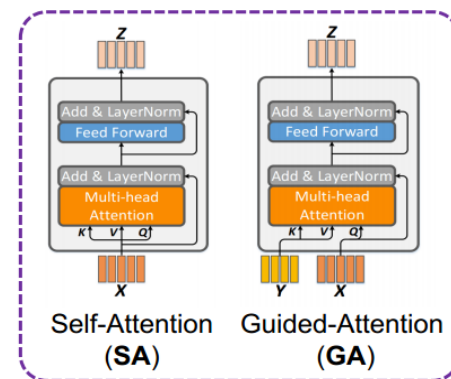 Z
Add & LayerNorm
Feed Forward
Add & LayerNorm
Multi-head
Attention
K V Q
X
Self-Attention
(SA)
Z
Add & LayerNorm
Feed Forward
Add & LayerNorm
Multi-head
Attention
K V Q
Y X
Guided-Attention
(GA)